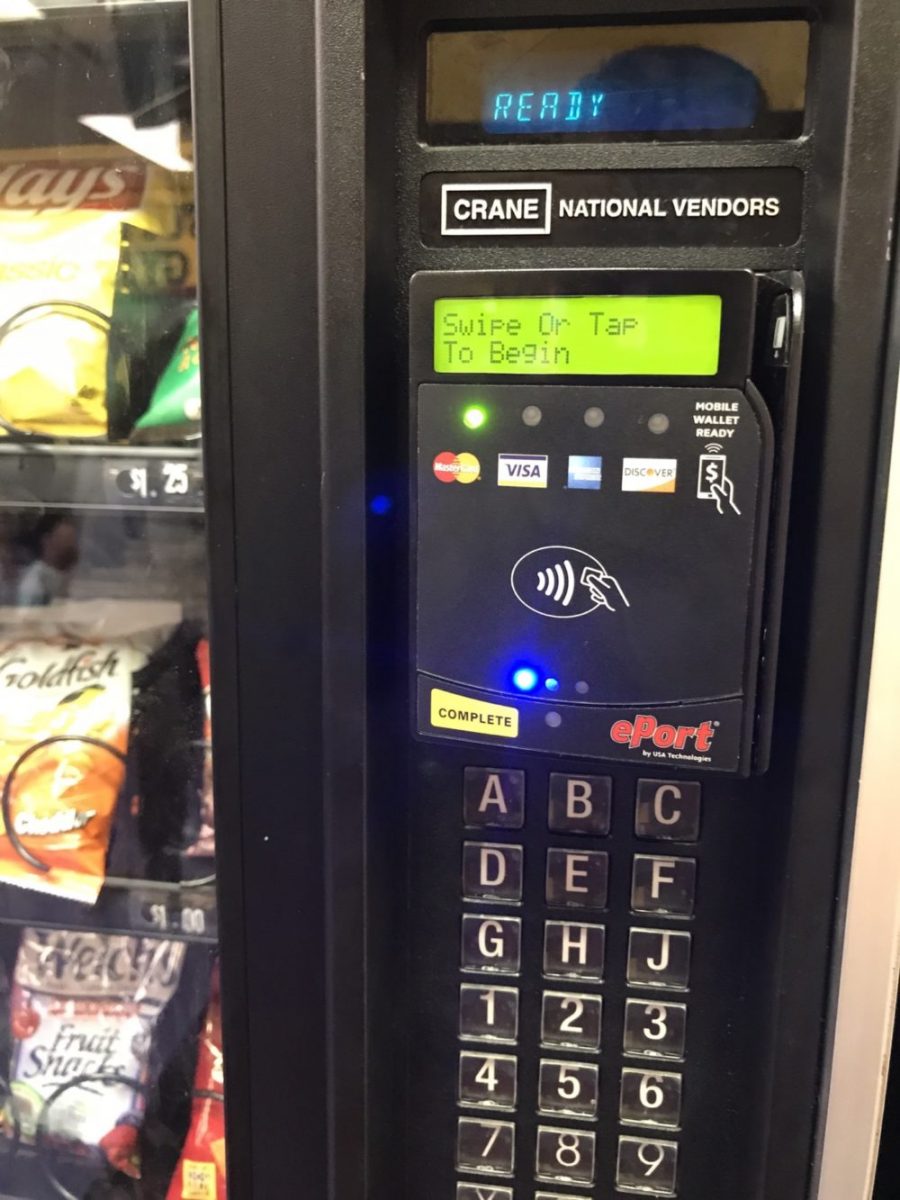 READY
CRANE NATIONAL VENDORS
Swipe Or Tap
To Begin
MOBILE
WALLET
READY
MasterCard
VISA
DISCOVER
$
COMPLETE
ePort®
by USA Technologies
A B C
D E F
G H J
1 2 3
4 5 6
7 8 9
Lays
$1.25
Goldfish
Cheddar
$1.00
Welch's
Fruit
Snacks